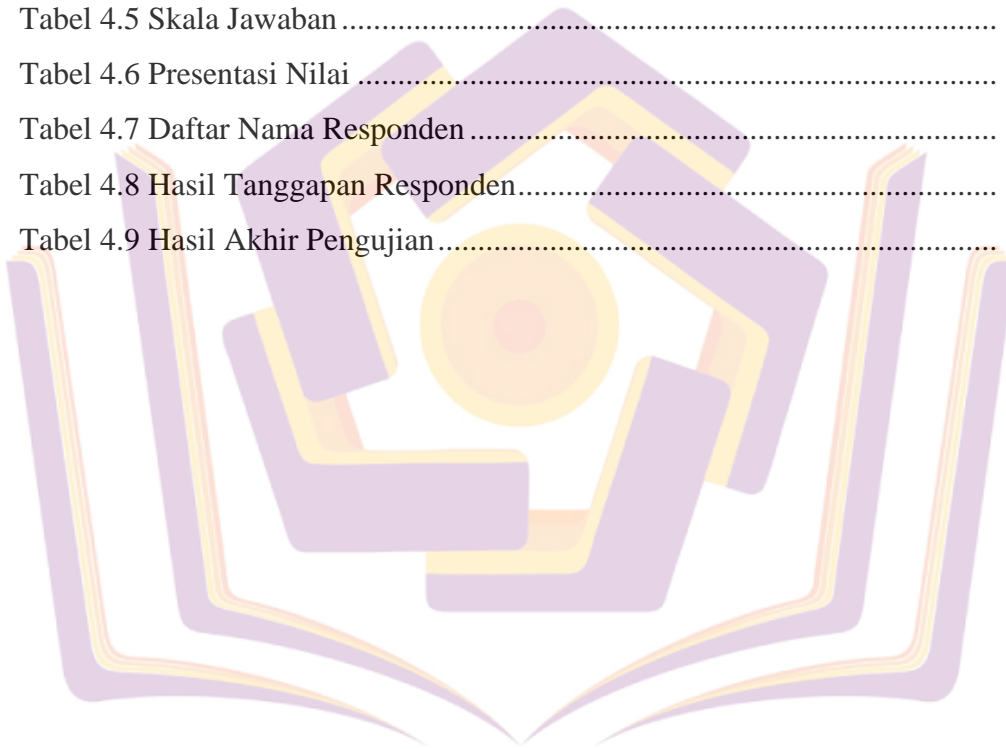 Tabel 4.5 Skala Jawaban....................................................................................
Tabel 4.6 Presentasi Nilai..................................................................................
Tabel 4.7 Daftar Nama Responden...................................................................
Tabel 4.8 Hasil Tanggapan Responden.............................................................
Tabel 4.9 Hasil Akhir Pengujian.......................................................................